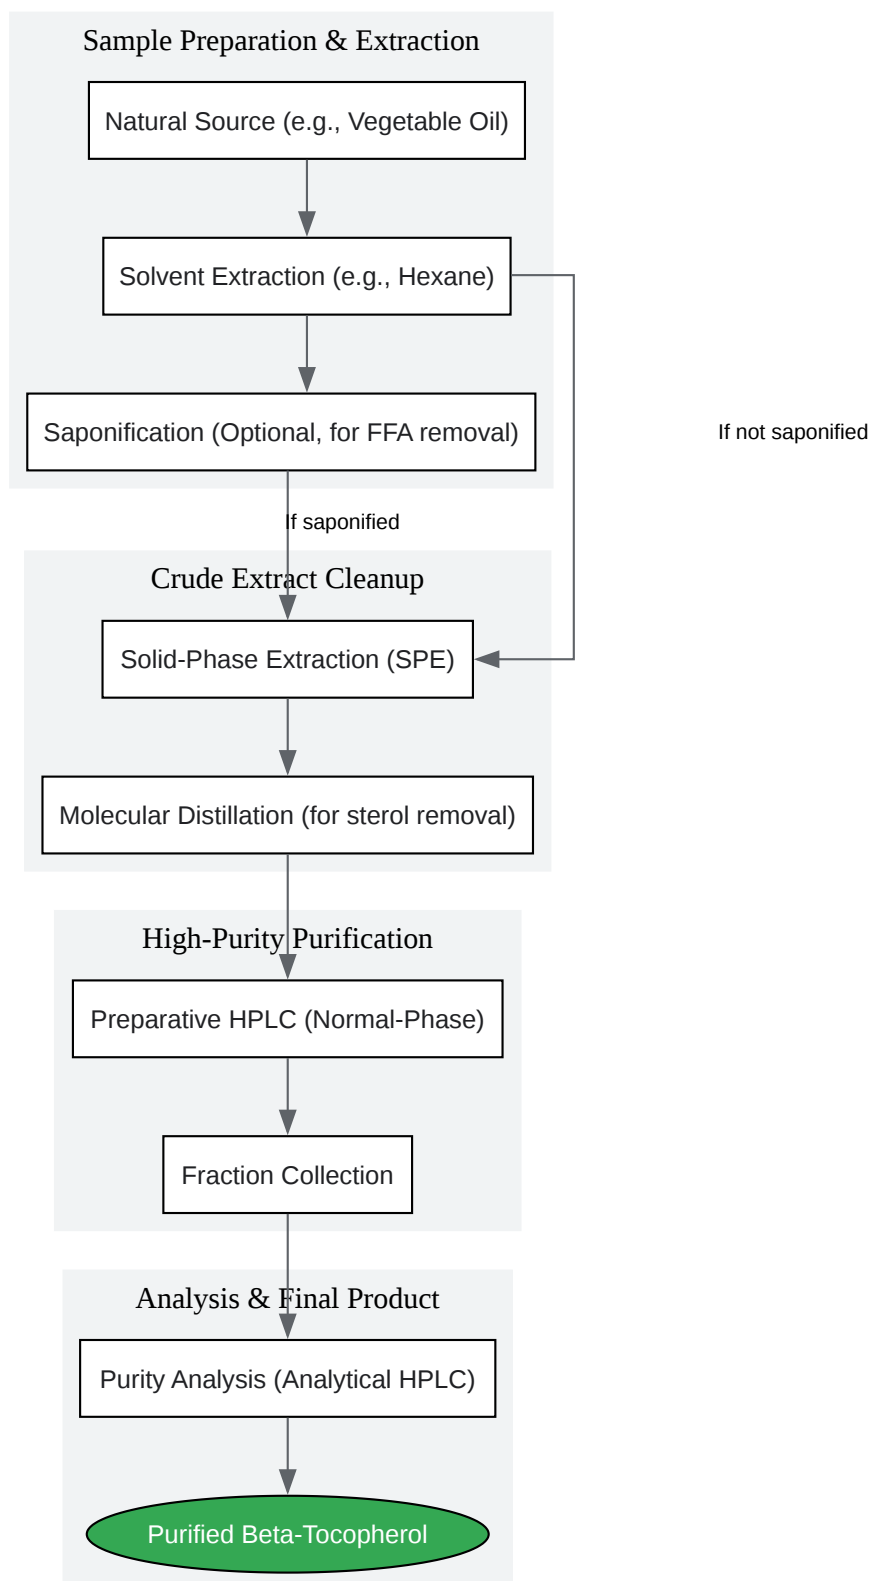 Sample Preparation & Extraction
Natural Source (e.g., Vegetable Oil)
Solvent Extraction (e.g., Hexane)
Saponification (Optional, for FFA removal)
If not saponified
If saponified
Crude Extract Cleanup
Solid-Phase Extraction (SPE)
Molecular Distillation (for sterol removal)
High-Purity Purification
Preparative HPLC (Normal-Phase)
Fraction Collection
Analysis & Final Product
Purity Analysis (Analytical HPLC)
Purified Beta-Tocopherol